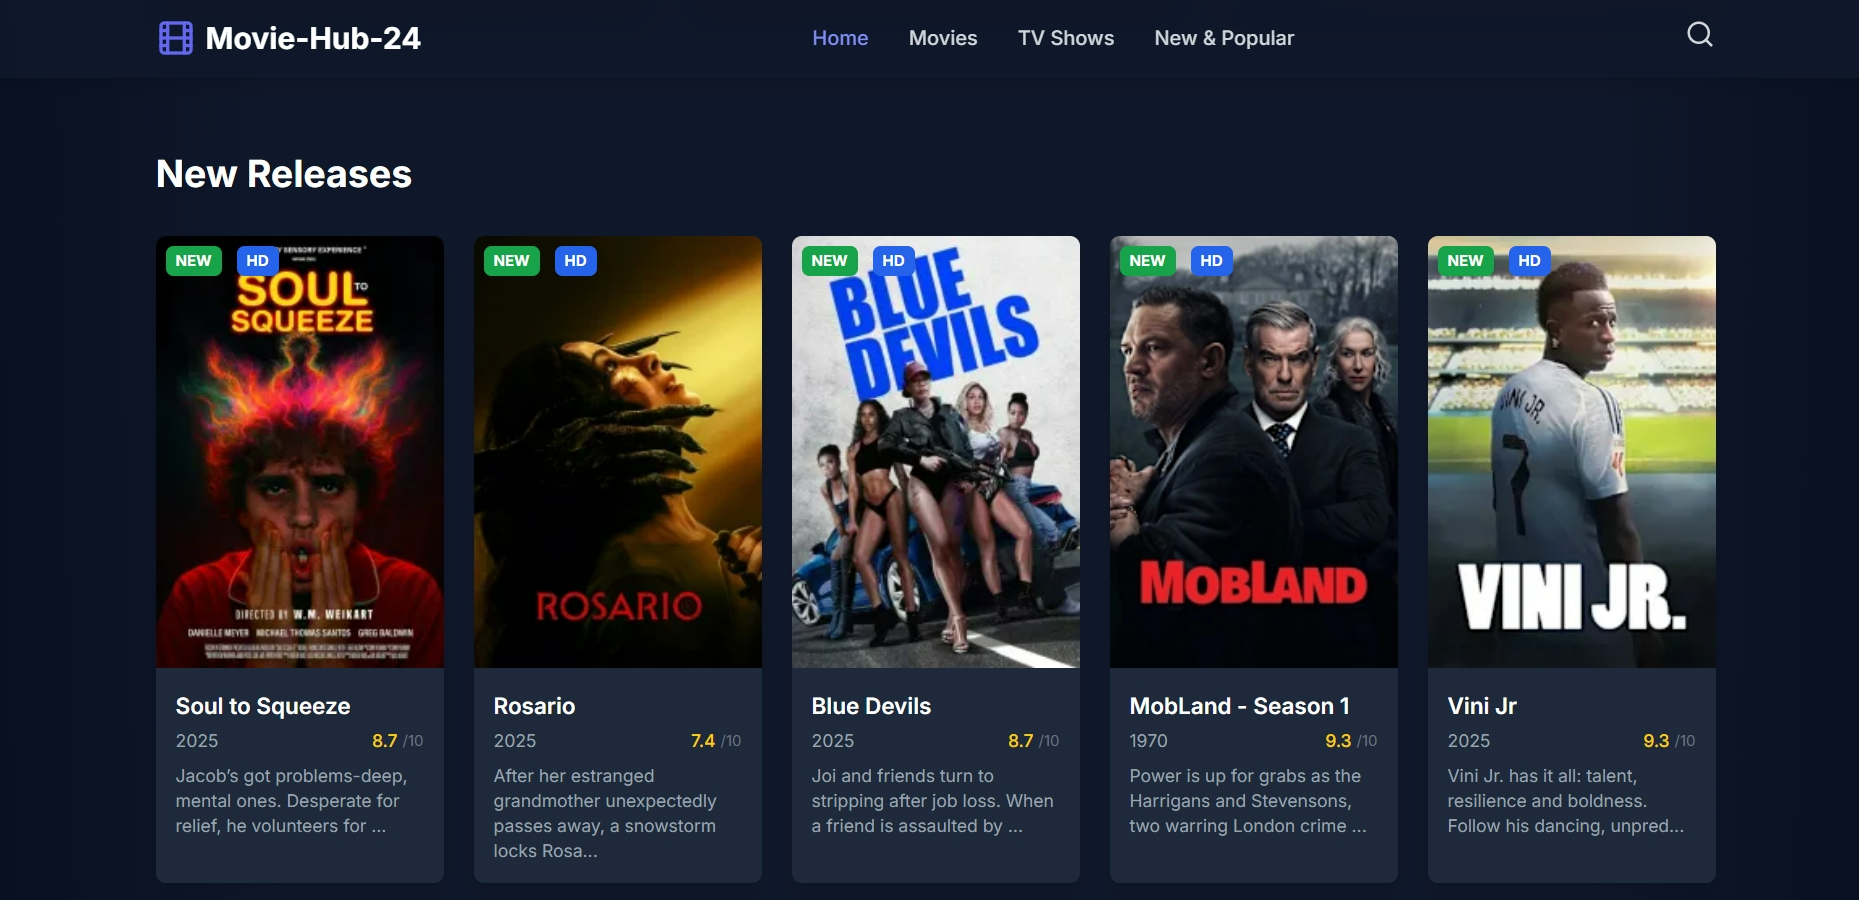 Movie-Hub-24
Home
Movies
TV Shows
New & Popular
New Releases
NEW
HD
Y SENSORY EXPERIENCE
SOUL TO
SQUEEZE
DIRECTED BY W.M. WEIKART
DANIELLE MEYER MICHAEL THOMAS SANTOS GREG BALDWIN
Soul to Squeeze
2025
8.7 /10
Jacob’s got problems-deep,
mental ones. Desperate for
relief, he volunteers for ...
NEW
HD
ROSARIO
Rosario
2025
7.4 /10
After her estranged
grandmother unexpectedly
passes away, a snowstorm
locks Rosa...
NEW
HD
BLUE
DEVILS
Blue Devils
2025
8.7 /10
Joi and friends turn to
stripping after job loss. When
a friend is assaulted by ...
NEW
HD
MOBLAND
MobLand - Season 1
1970
9.3 /10
Power is up for grabs as the
Harrigans and Stevensons,
two warring London crime ...
NEW
HD
VINI JR.
7
VINI JR.
Vini Jr
2025
9.3 /10
Vini Jr. has it all: talent,
resilience and boldness.
Follow his dancing, unpred...